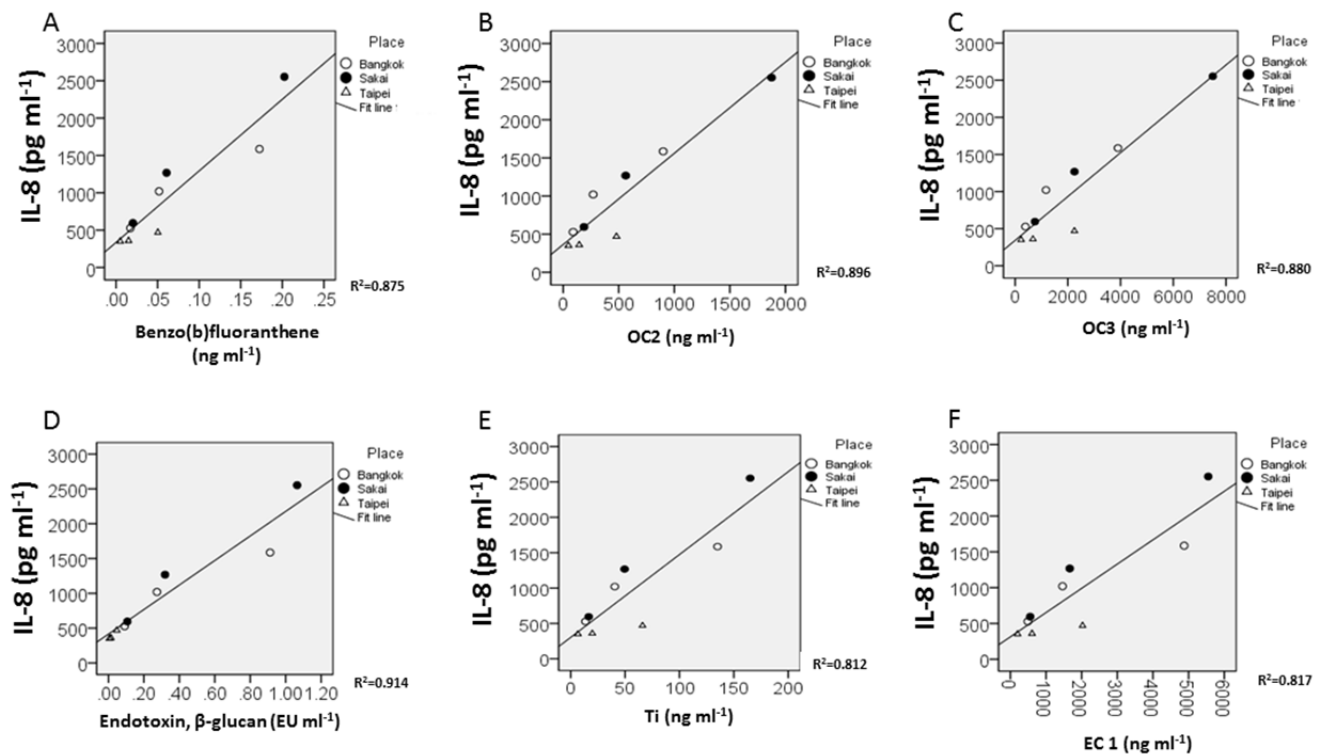 A
3000
2500
2000
1500
1000
500
0
IL-8 (pg ml⁻¹)
.00 .05 .10 .15 .20 .25
Benzo(b)fluoranthene
(ng ml⁻¹)
Place
Bangkok
Sakai
Taipei
Fit line
R²=0.875
B
3000
2500
2000
1500
1000
500
0
IL-8 (pg ml⁻¹)
0 500 1000 1500 2000
OC2 (ng ml⁻¹)
Place
Bangkok
Sakai
Taipei
Fit line
R²=0.896
C
3000
2500
2000
1500
1000
500
0
IL-8 (pg ml⁻¹)
0 2000 4000 6000 8000
OC3 (ng ml⁻¹)
Place
Bangkok
Sakai
Taipei
Fit line
R²=0.880
D
3000
2500
2000
1500
1000
500
0
IL-8 (pg ml⁻¹)
.00 .20 .40 .60 .80 1.00 1.20
Endotoxin, β-glucan (EU ml⁻¹)
Place
Bangkok
Sakai
Taipei
Fit line
R²=0.914
E
3000
2500
2000
1500
1000
500
0
IL-8 (pg ml⁻¹)
0 50 100 150 200
Ti (ng ml⁻¹)
Place
Bangkok
Sakai
Taipei
Fit line
R²=0.812
F
3000
2500
2000
1500
1000
500
0
IL-8 (pg ml⁻¹)
0 1000 2000 3000 4000 5000 6000
EC 1 (ng ml⁻¹)
Place
Bangkok
Sakai
Taipei
Fit line
R²=0.817